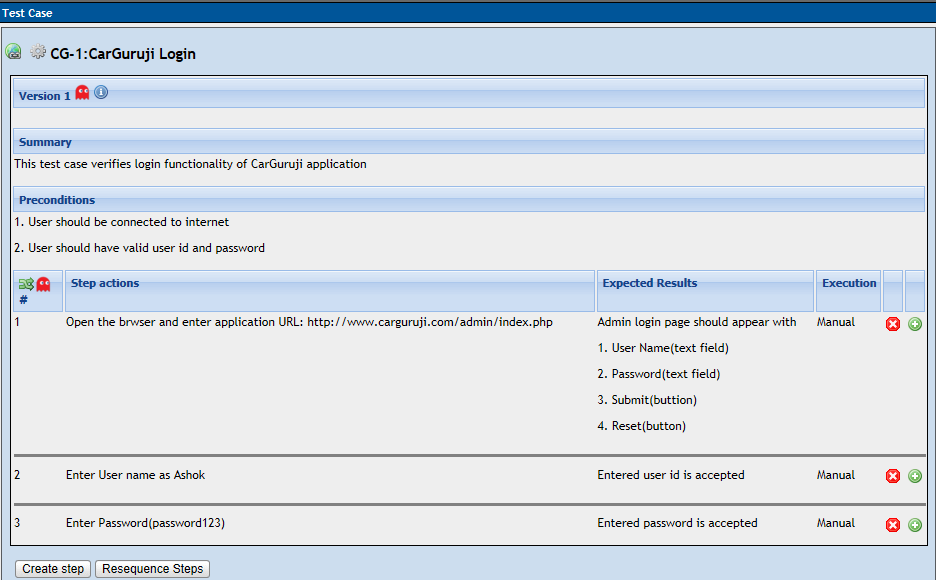 Test Case
CG-1:CarGuruji Login
Version 1
Summary
This test case verifies login functionality of CarGuruji application
Preconditions
1. User should be connected to internet
2. User should have valid user id and password
# Step actions Expected Results Execution
1 Open the brwser and enter application URL: http://www.carguruji.com/admin/index.php Admin login page should appear with Manual
1. User Name(text field)
2. Password(text field)
3. Submit(buttion)
4. Reset(button)
2 Enter User name as Ashok Entered user id is accepted Manual
3 Enter Password(password123) Entered password is accepted Manual
Create step Resequence Steps